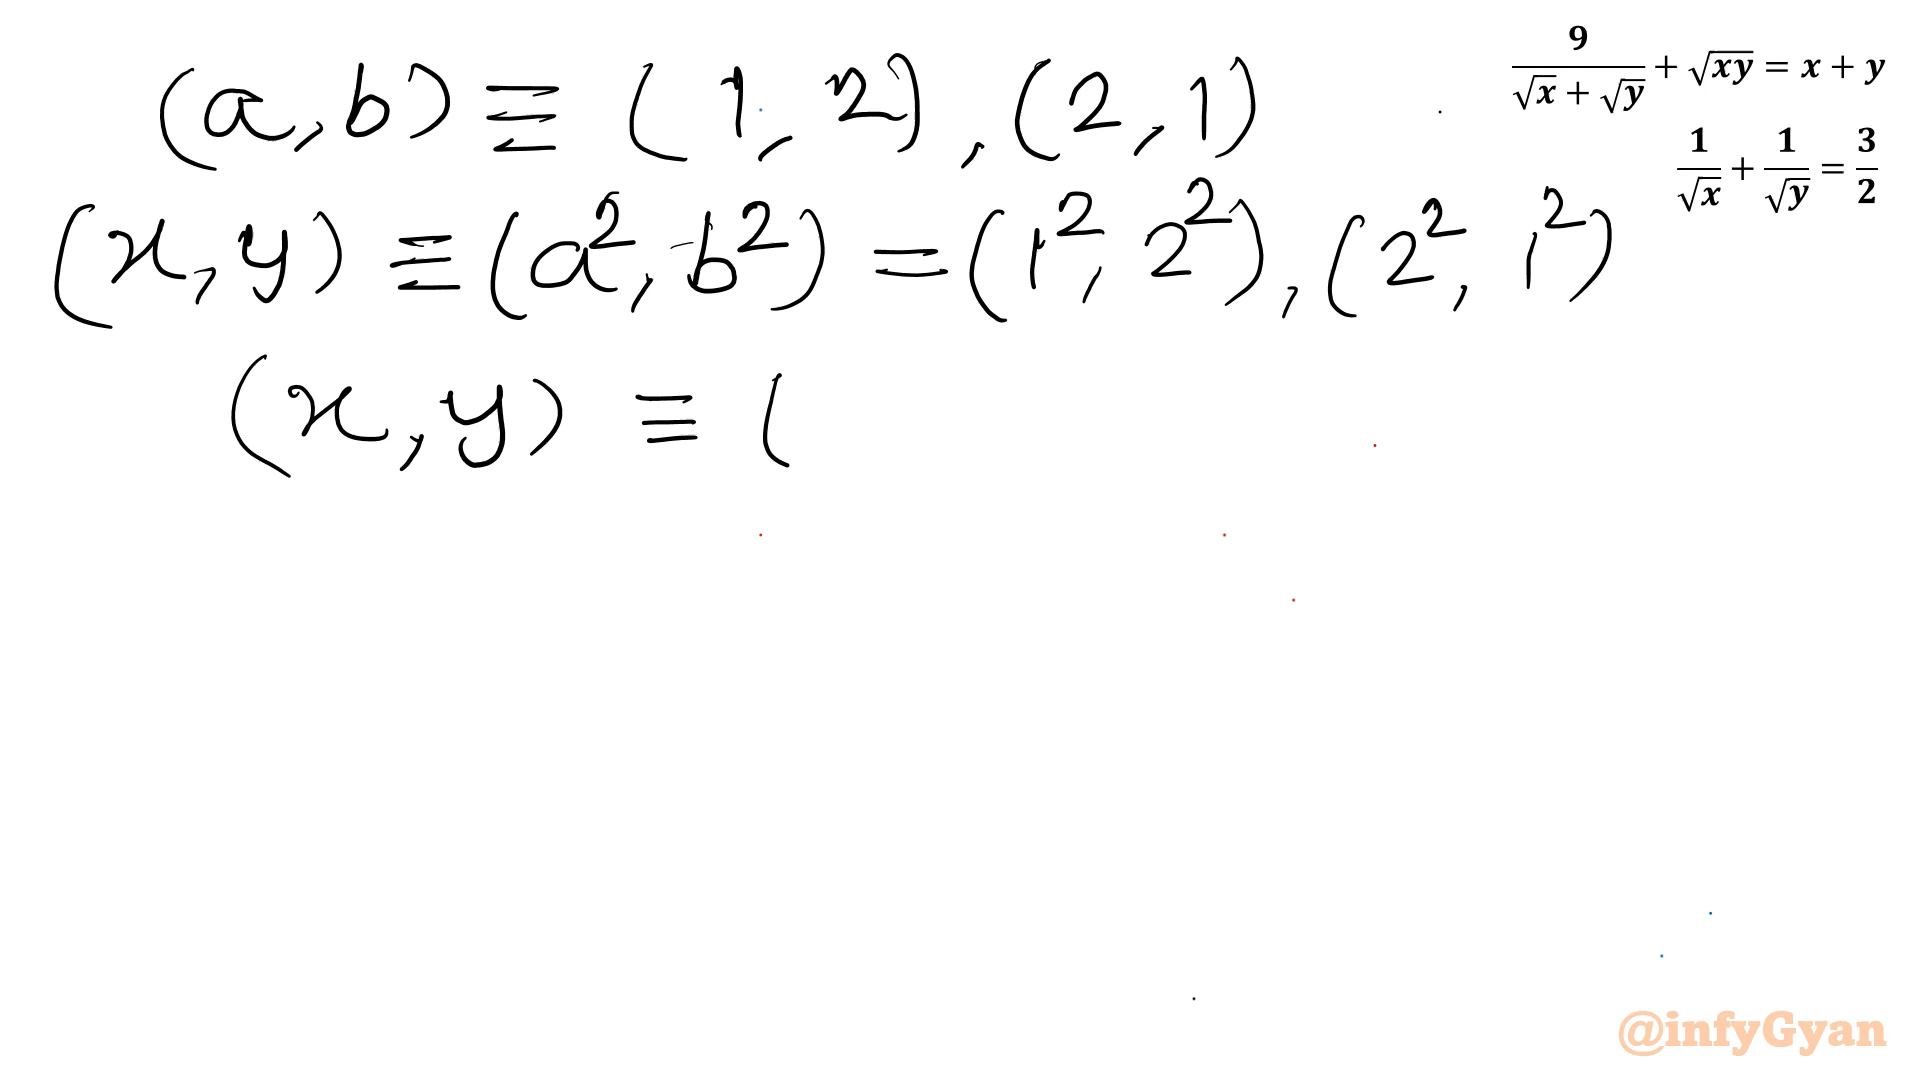 (a, b) ≡ (1, 2), (2, 1)
(x, y) ≡ (a², b²) = (1², 2²), (2², 1²)
(x, y) ≡ (
9/(√x + √y) + √xy = x + y
1/√x + 1/√y = 3/2
@infyGyan